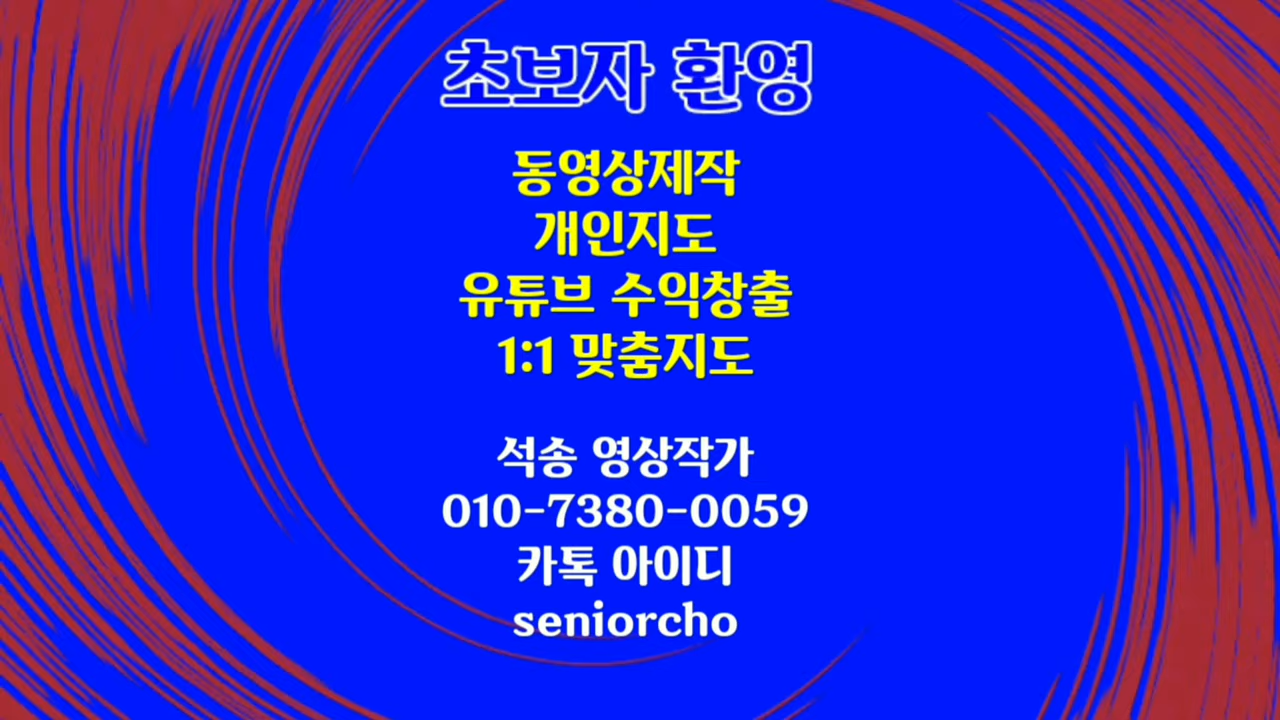 초보자 환영
동영상제작
개인지도
유튜브 수익창출
1:1 맞춤지도
석송 영상작가
010-7380-0059
카톡 아이디
seniorcho